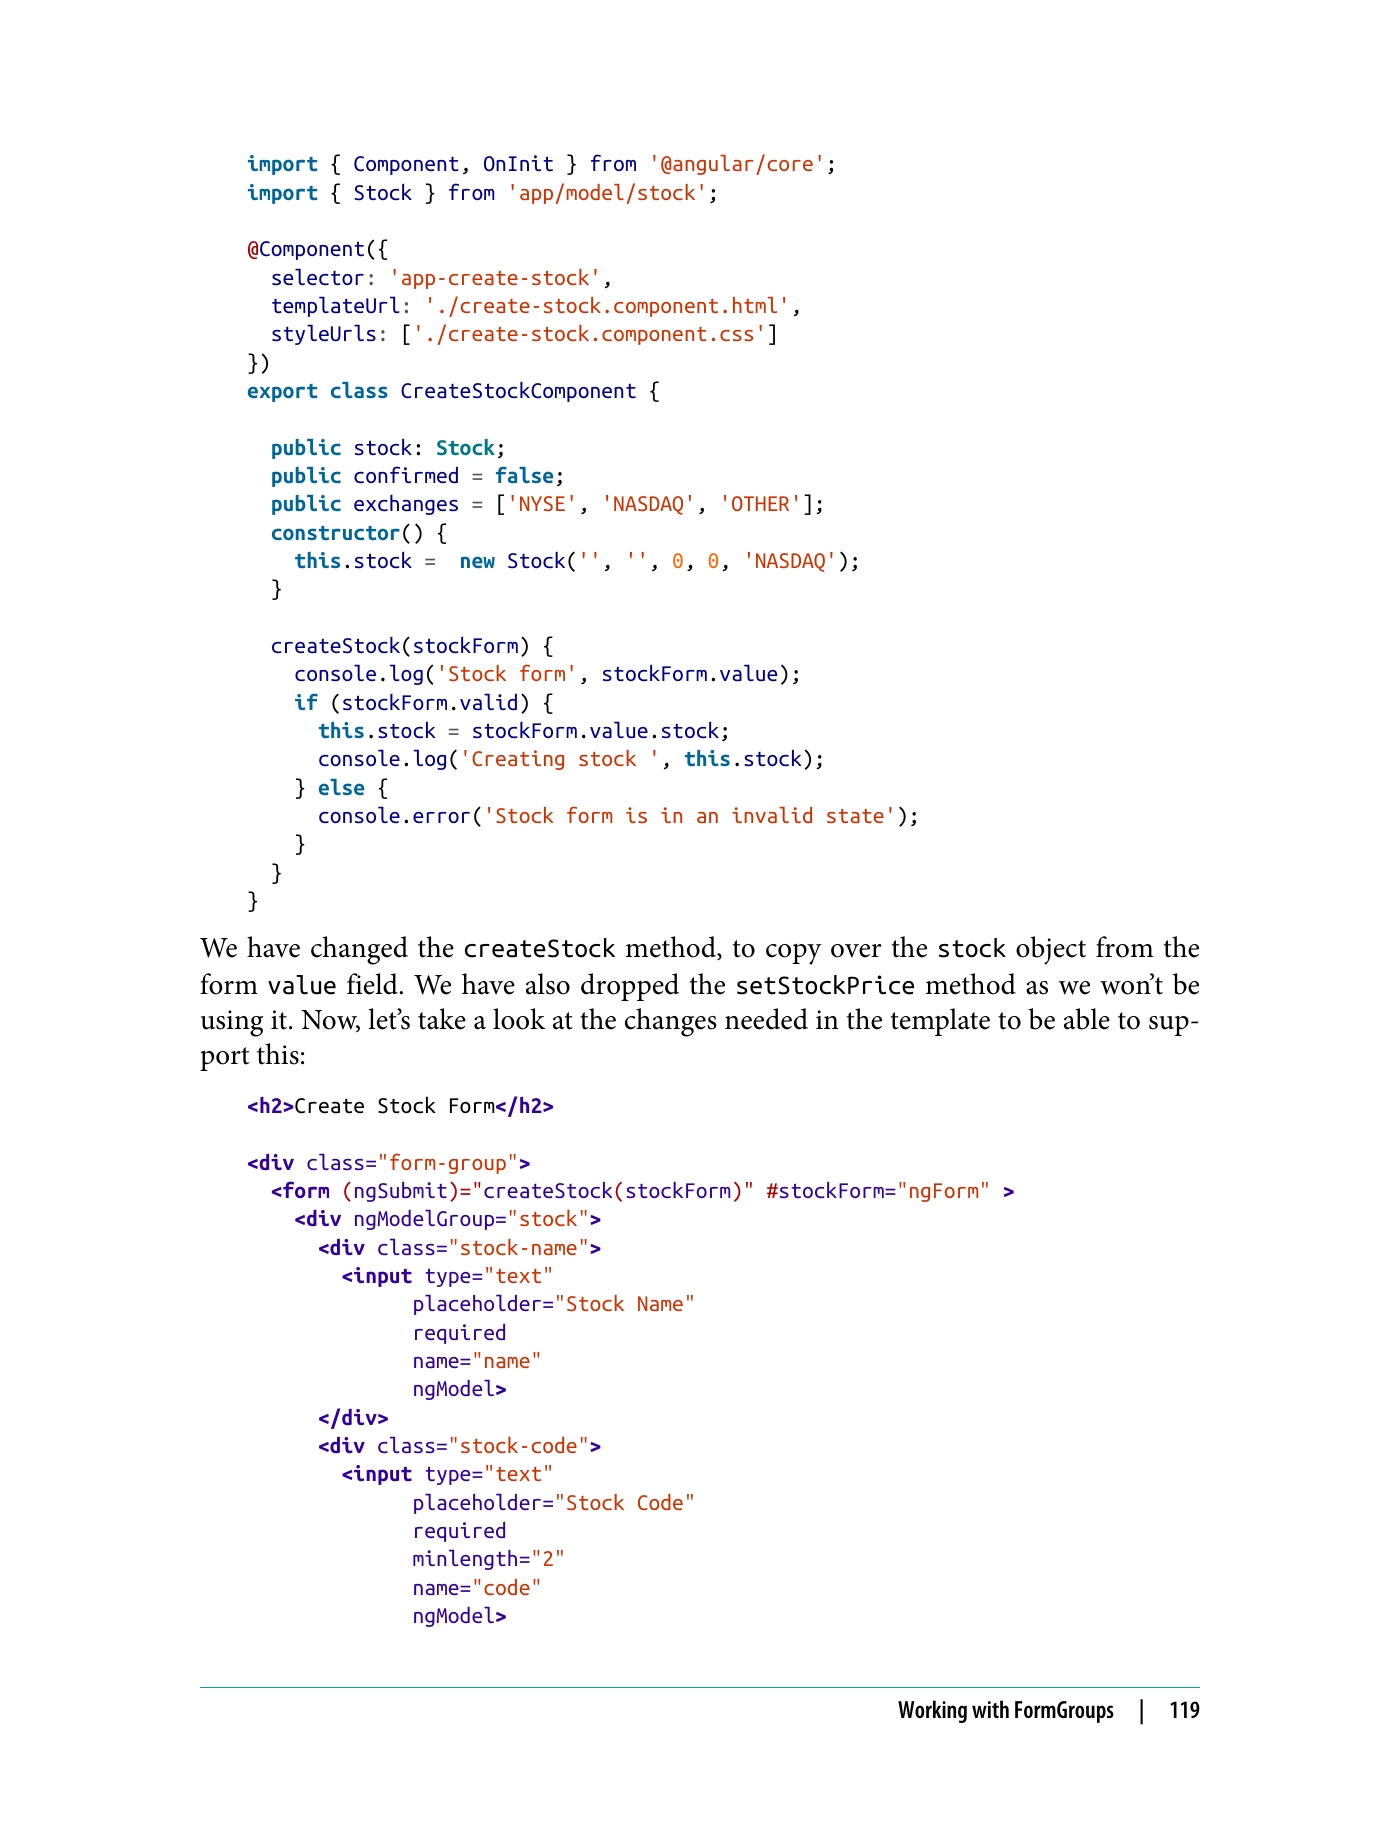 import { Component, OnInit } from '@angular/core';
import { Stock } from 'app/model/stock';

@Component({
  selector: 'app-create-stock',
  templateUrl: './create-stock.component.html',
  styleUrls: ['./create-stock.component.css']
})
export class CreateStockComponent {

  public stock: Stock;
  public confirmed = false;
  public exchanges = ['NYSE', 'NASDAQ', 'OTHER'];
  constructor() {
    this.stock =  new Stock('', '', 0, 0, 'NASDAQ');
  }

  createStock(stockForm) {
    console.log('Stock form', stockForm.value);
    if (stockForm.valid) {
      this.stock = stockForm.value.stock;
      console.log('Creating stock ', this.stock);
    } else {
      console.error('Stock form is in an invalid state');
    }
  }
}
We have changed the createStock method, to copy over the stock object from the
form value field. We have also dropped the setStockPrice method as we won’t be
using it. Now, let’s take a look at the changes needed in the template to be able to sup-
port this:
<h2>Create Stock Form</h2>

<div class="form-group">
  <form (ngSubmit)="createStock(stockForm)" #stockForm="ngForm" >
    <div ngModelGroup="stock">
      <div class="stock-name">
        <input type="text"
              placeholder="Stock Name"
              required
              name="name"
              ngModel>
      </div>
      <div class="stock-code">
        <input type="text"
              placeholder="Stock Code"
              required
              minlength="2"
              name="code"
              ngModel>
Working with FormGroups | 119